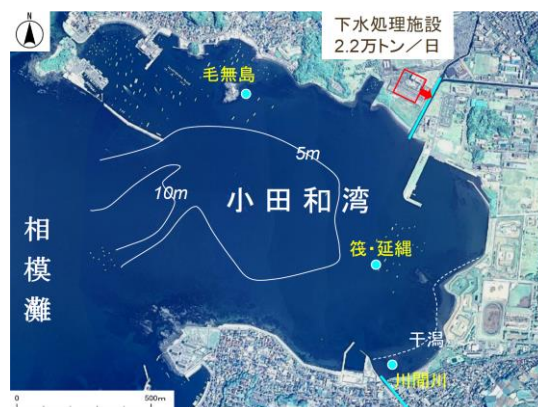 N
下水処理施設
2.2万トン／日
毛無島
5m
10m
小田和湾
相模灘
筏・延縄
干潟
川間川
0 500m